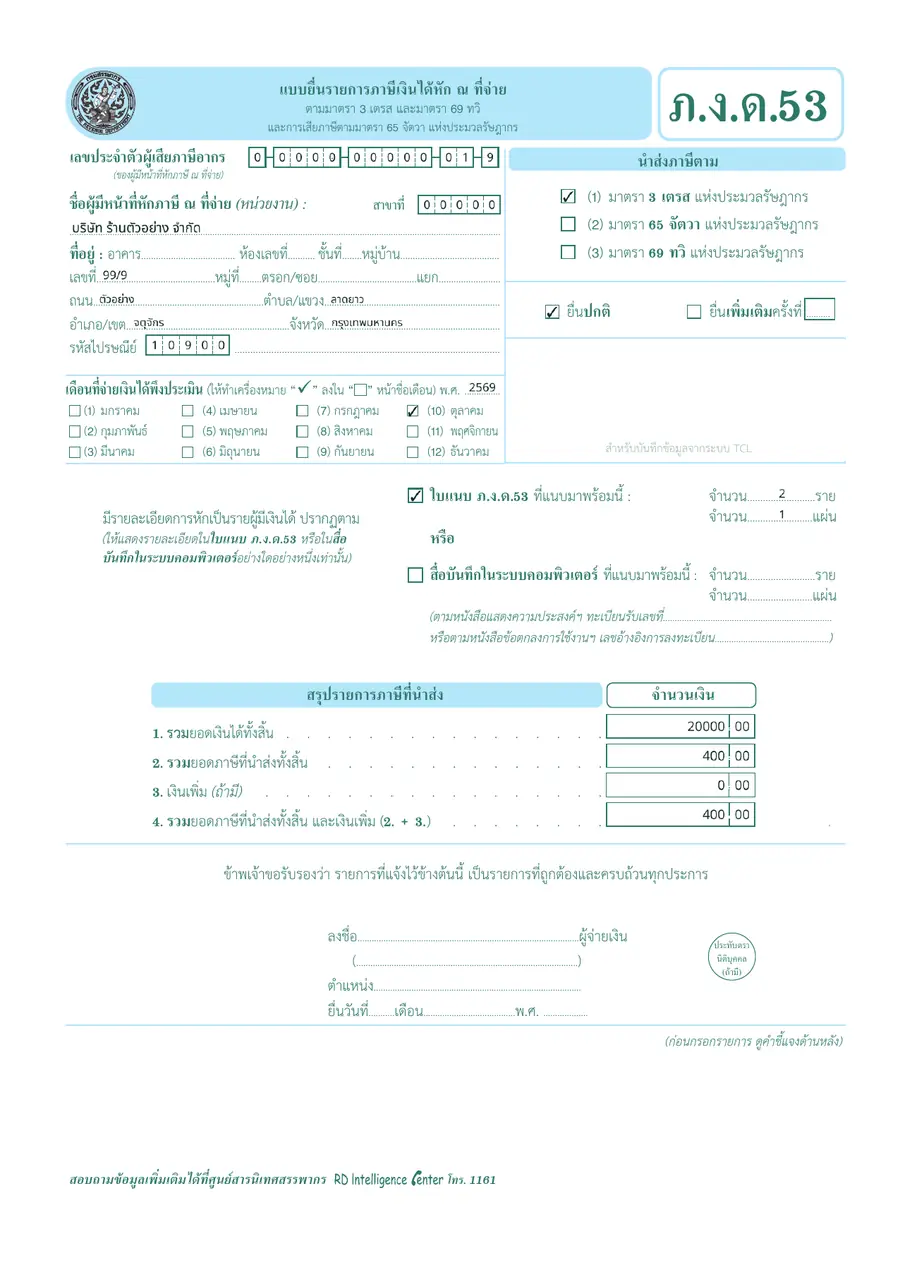 แบบยื่นรายการภาษีเงินได้หัก ณ ที่จ่าย
ตามมาตรา 3 เตรส และมาตรา 69 ทวิ
และการเสียภาษีตามมาตรา 65 จัตวา แห่งประมวลรัษฎากร
ภ.ง.ด.53
เลขประจำตัวผู้เสียภาษีอากร 0-0000-00000-01-9
(ของผู้มีหน้าที่หักภาษี ณ ที่จ่าย)
ชื่อผู้มีหน้าที่หักภาษี ณ ที่จ่าย (หน่วยงาน) : สาขาที่ 00000
บริษัท ร้านตัวอย่าง จำกัด
ที่อยู่ : อาคาร ห้องเลขที่ ชั้นที่ หมู่บ้าน
เลขที่ 99/9 หมู่ที่ ตรอก/ซอย แยก
ถนน ตัวอย่าง ตำบล/แขวง ลาดยาว
อำเภอ/เขต จตุจักร จังหวัด กรุงเทพมหานคร
รหัสไปรษณีย์ 10900
นำส่งภาษีตาม
✓ (1) มาตรา 3 เตรส แห่งประมวลรัษฎากร
(2) มาตรา 65 จัตวา แห่งประมวลรัษฎากร
(3) มาตรา 69 ทวิ แห่งประมวลรัษฎากร
✓ ยื่นปกติ ยื่นเพิ่มเติมครั้งที่
เดือนที่จ่ายเงินได้พึงประเมิน (ให้ทำเครื่องหมาย “✓” ลงใน “□” หน้าชื่อเดือน) พ.ศ. 2569
(1) มกราคม (4) เมษายน (7) กรกฎาคม ✓ (10) ตุลาคม
(2) กุมภาพันธ์ (5) พฤษภาคม (8) สิงหาคม (11) พฤศจิกายน
(3) มีนาคม (6) มิถุนายน (9) กันยายน (12) ธันวาคม
สำหรับบันทึกข้อมูลจากระบบ TCL
มีรายละเอียดการหักเป็นรายผู้มีเงินได้ ปรากฏตาม
(ให้แสดงรายละเอียดในใบแนบ ภ.ง.ด.53 หรือในสื่อ
บันทึกในระบบคอมพิวเตอร์อย่างใดอย่างหนึ่งเท่านั้น)
✓ ใบแนบ ภ.ง.ด.53 ที่แนบมาพร้อมนี้ : จำนวน 2 ราย
จำนวน 1 แผ่น
หรือ
สื่อบันทึกในระบบคอมพิวเตอร์ ที่แนบมาพร้อมนี้ : จำนวน ราย
จำนวน แผ่น
(ตามหนังสือแสดงความประสงค์ฯ ทะเบียนรับเลขที่
หรือตามหนังสือข้อตกลงการใช้งานฯ เลขอ้างอิงการลงทะเบียน )
สรุปรายการภาษีที่นำส่ง จำนวนเงิน
1. รวมยอดเงินได้ทั้งสิ้น 20000 00
2. รวมยอดภาษีที่นำส่งทั้งสิ้น 400 00
3. เงินเพิ่ม (ถ้ามี) 0 00
4. รวมยอดภาษีที่นำส่งทั้งสิ้น และเงินเพิ่ม (2. + 3.) 400 00
ข้าพเจ้าขอรับรองว่า รายการที่แจ้งไว้ข้างต้นนี้ เป็นรายการที่ถูกต้องและครบถ้วนทุกประการ
ลงชื่อ ผู้จ่ายเงิน
( )
ตำแหน่ง
ยื่นวันที่ เดือน พ.ศ.
ประทับตรา
นิติบุคคล
(ถ้ามี)
(ก่อนกรอกรายการ ดูคำชี้แจงด้านหลัง)
สอบถามข้อมูลเพิ่มเติมได้ที่ศูนย์สารนิเทศสรรพากร RD Intelligence Center โทร. 1161